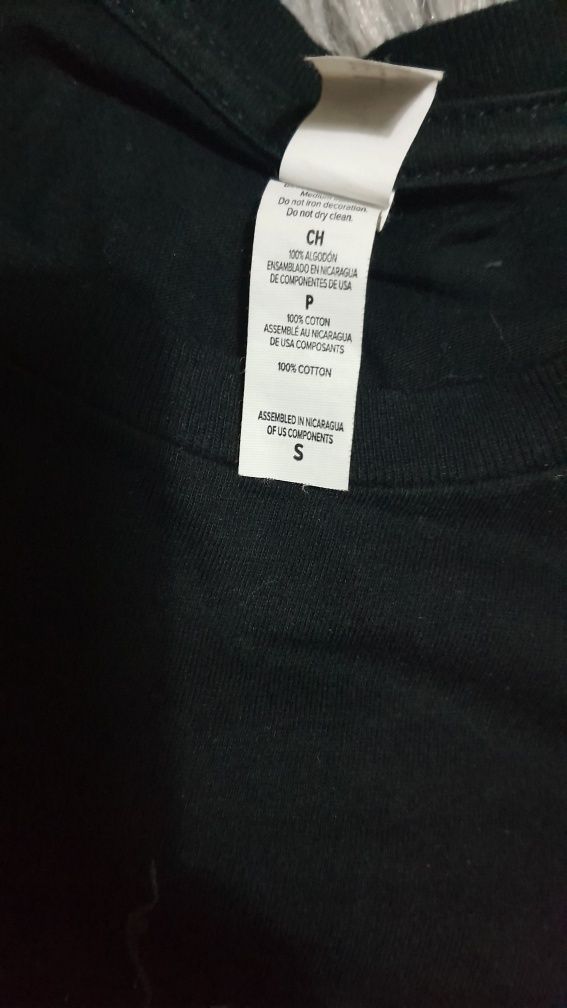 Do not iron decoration.
Do not dry clean.
CH
100% ALGODÓN
ENSAMBLADO EN NICARAGUA
DE COMPONENTES DE USA
P
100% COTON
ASSEMBLÉ AU NICARAGUA
DE USA COMPOSANTS
100% COTTON
ASSEMBLED IN NICARAGUA
OF US COMPONENTS
S